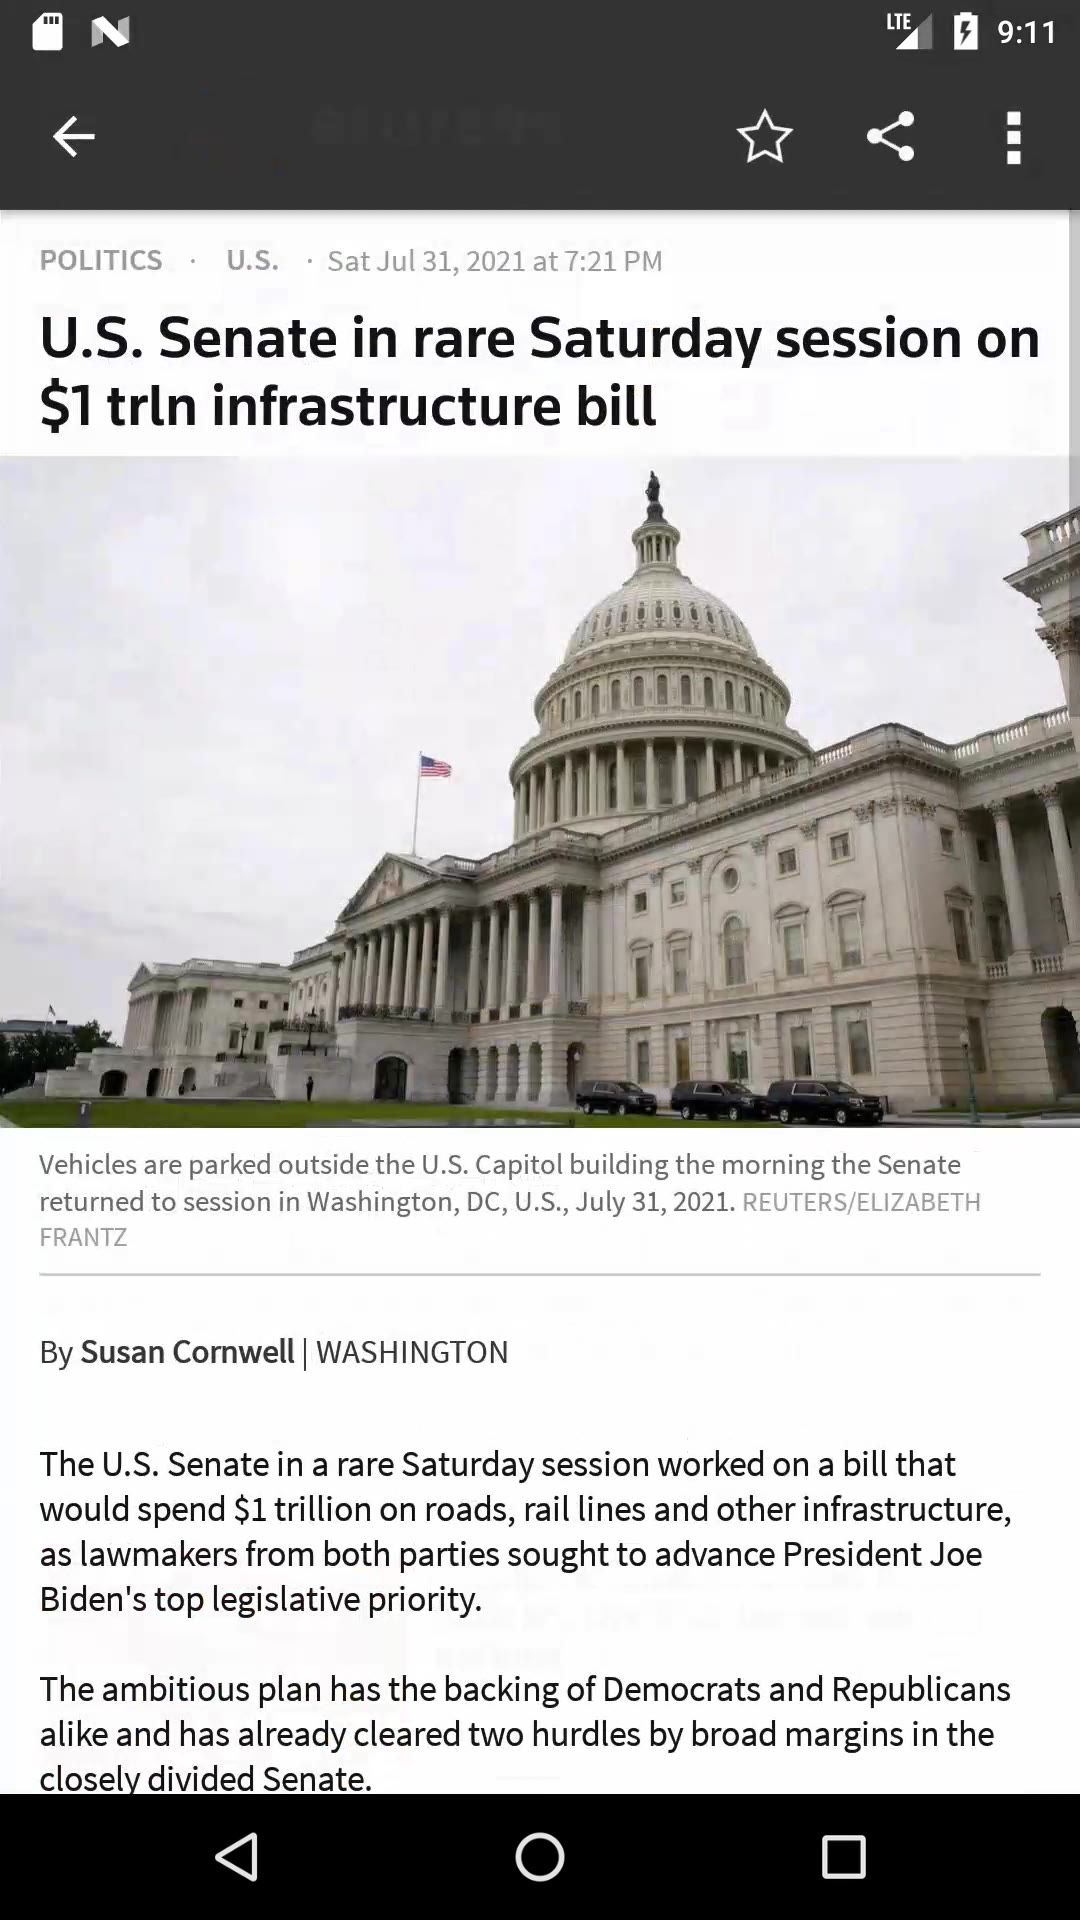 LTE 9:11
POLITICS · U.S. · Sat Jul 31, 2021 at 7:21 PM
U.S. Senate in rare Saturday session on
$1 trln infrastructure bill
Vehicles are parked outside the U.S. Capitol building the morning the Senate
returned to session in Washington, DC, U.S., July 31, 2021. REUTERS/ELIZABETH
FRANTZ
By Susan Cornwell | WASHINGTON
The U.S. Senate in a rare Saturday session worked on a bill that
would spend $1 trillion on roads, rail lines and other infrastructure,
as lawmakers from both parties sought to advance President Joe
Biden's top legislative priority.
The ambitious plan has the backing of Democrats and Republicans
alike and has already cleared two hurdles by broad margins in the
closely divided Senate.